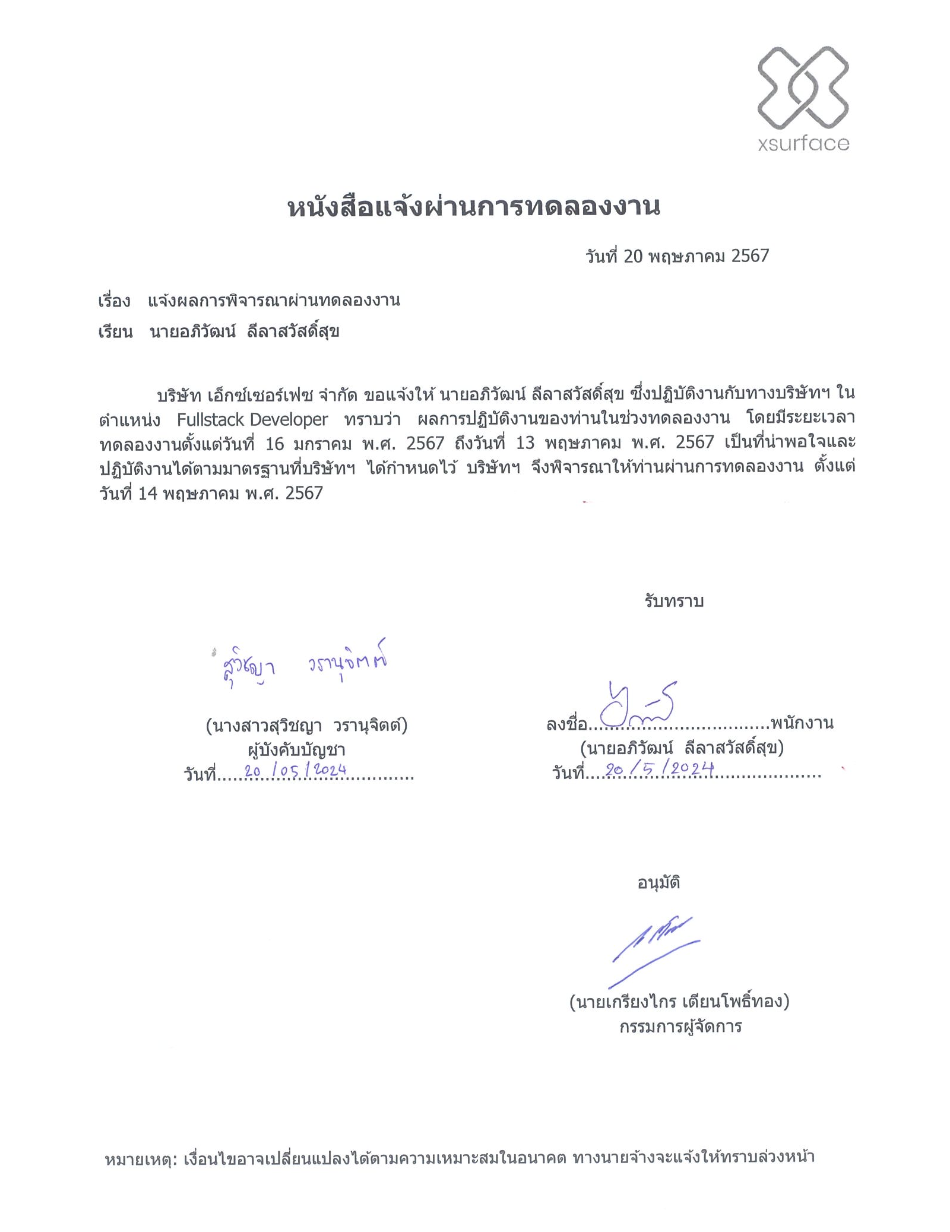 xsurface
หนังสือแจ้งผ่านการทดลองงาน
วันที่ 20 พฤษภาคม 2567
เรื่อง แจ้งผลการพิจารณาผ่านทดลองงาน
เรียน นายอภิวัฒน์ ลีลาสวัสดิ์สุข
บริษัท เอ็กซ์เซอร์เฟซ จำกัด ขอแจ้งให้ นายอภิวัฒน์ ลีลาสวัสดิ์สุข ซึ่งปฏิบัติงานกับทางบริษัทฯ ใน
ตำแหน่ง Fullstack Developer ทราบว่า ผลการปฏิบัติงานของท่านในช่วงทดลองงาน โดยมีระยะเวลา
ทดลองงานตั้งแต่วันที่ 16 มกราคม พ.ศ. 2567 ถึงวันที่ 13 พฤษภาคม พ.ศ. 2567 เป็นที่น่าพอใจและ
ปฏิบัติงานได้ตามมาตรฐานที่บริษัทฯ ได้กำหนดไว้ บริษัทฯ จึงพิจารณาให้ท่านผ่านการทดลองงาน ตั้งแต่
วันที่ 14 พฤษภาคม พ.ศ. 2567
รับทราบ
สุวิชญา วรานุจิตต์
(นางสาวสุวิชญา วรานุจิตต์)
ผู้บังคับบัญชา
วันที่....20/05/2024....
ลงชื่อ..................................พนักงาน
(นายอภิวัฒน์ ลีลาสวัสดิ์สุข)
วันที่....20/5/2024....
อนุมัติ
(นายเกรียงไกร เตียนโพธิ์ทอง)
กรรมการผู้จัดการ
หมายเหตุ: เงื่อนไขอาจเปลี่ยนแปลงได้ตามความเหมาะสมในอนาคต ทางนายจ้างจะแจ้งให้ทราบล่วงหน้า